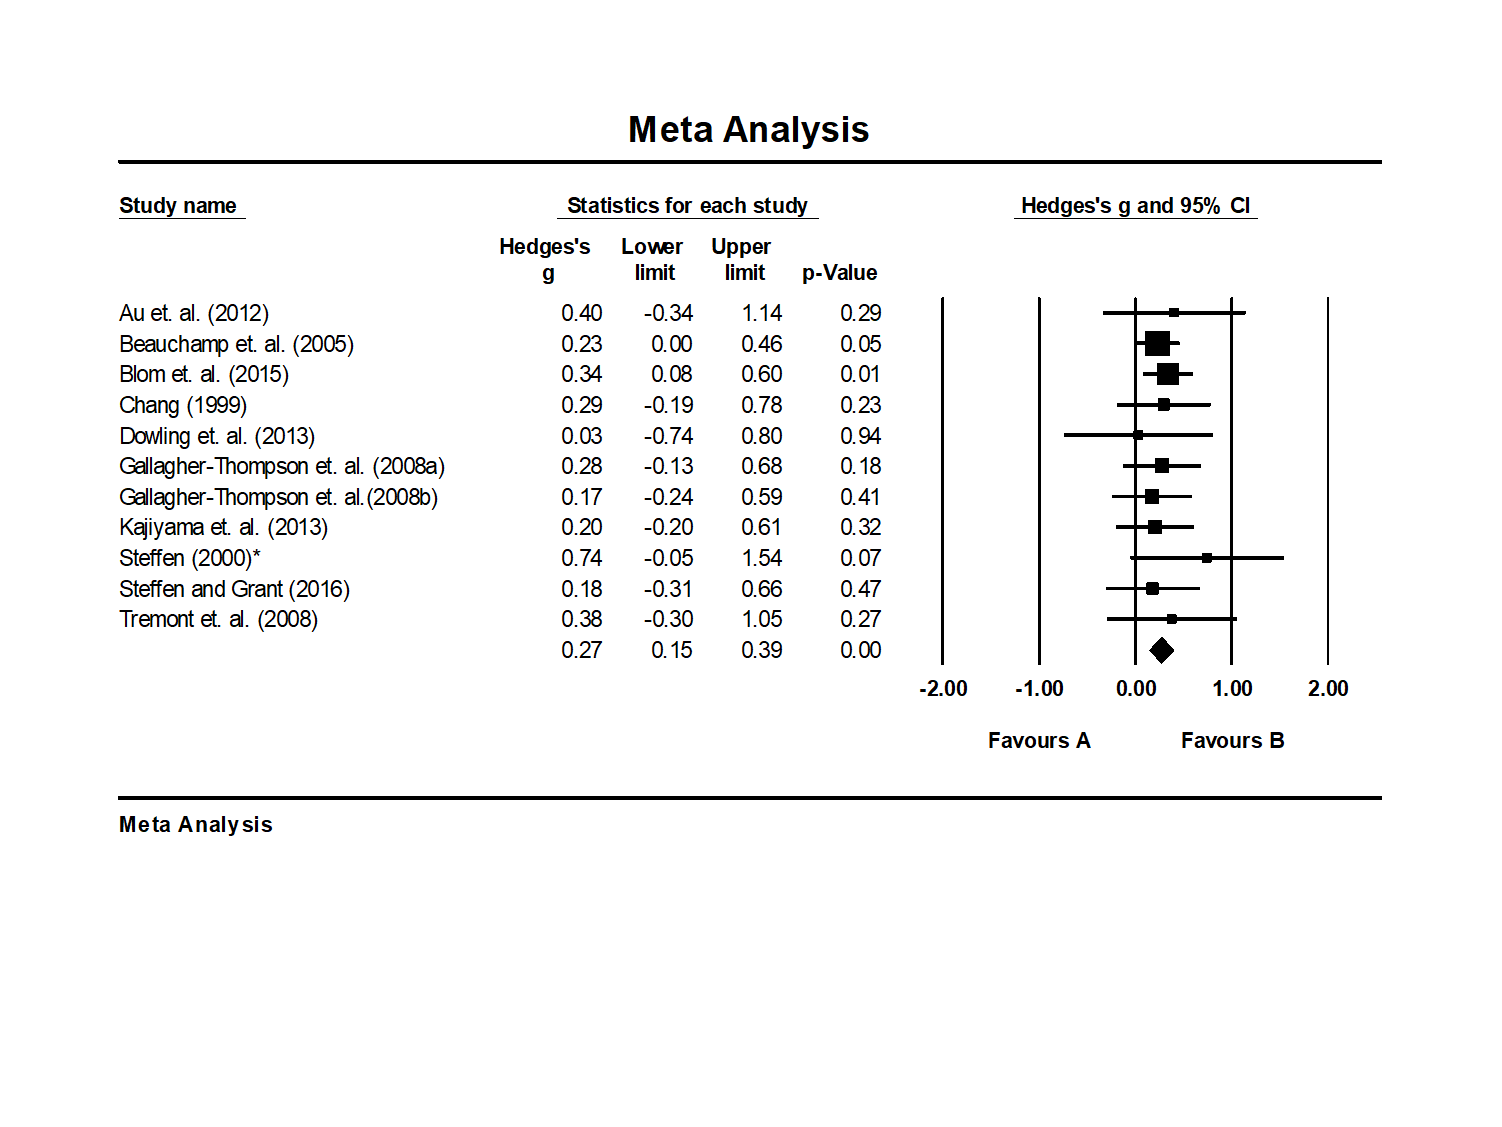 Meta Analysis
Study name Statistics for each study Hedges's g and 95% CI
Hedges's Lower Upper
g limit limit p-Value
Au et. al. (2012) 0.40 -0.34 1.14 0.29
Beauchamp et. al. (2005) 0.23 0.00 0.46 0.05
Blom et. al. (2015) 0.34 0.08 0.60 0.01
Chang (1999) 0.29 -0.19 0.78 0.23
Dowling et. al. (2013) 0.03 -0.74 0.80 0.94
Gallagher-Thompson et. al. (2008a) 0.28 -0.13 0.68 0.18
Gallagher-Thompson et. al.(2008b) 0.17 -0.24 0.59 0.41
Kajiyama et. al. (2013) 0.20 -0.20 0.61 0.32
Steffen (2000)* 0.74 -0.05 1.54 0.07
Steffen and Grant (2016) 0.18 -0.31 0.66 0.47
Tremont et. al. (2008) 0.38 -0.30 1.05 0.27
0.27 0.15 0.39 0.00
-2.00 -1.00 0.00 1.00 2.00
Favours A Favours B
Meta Analysis